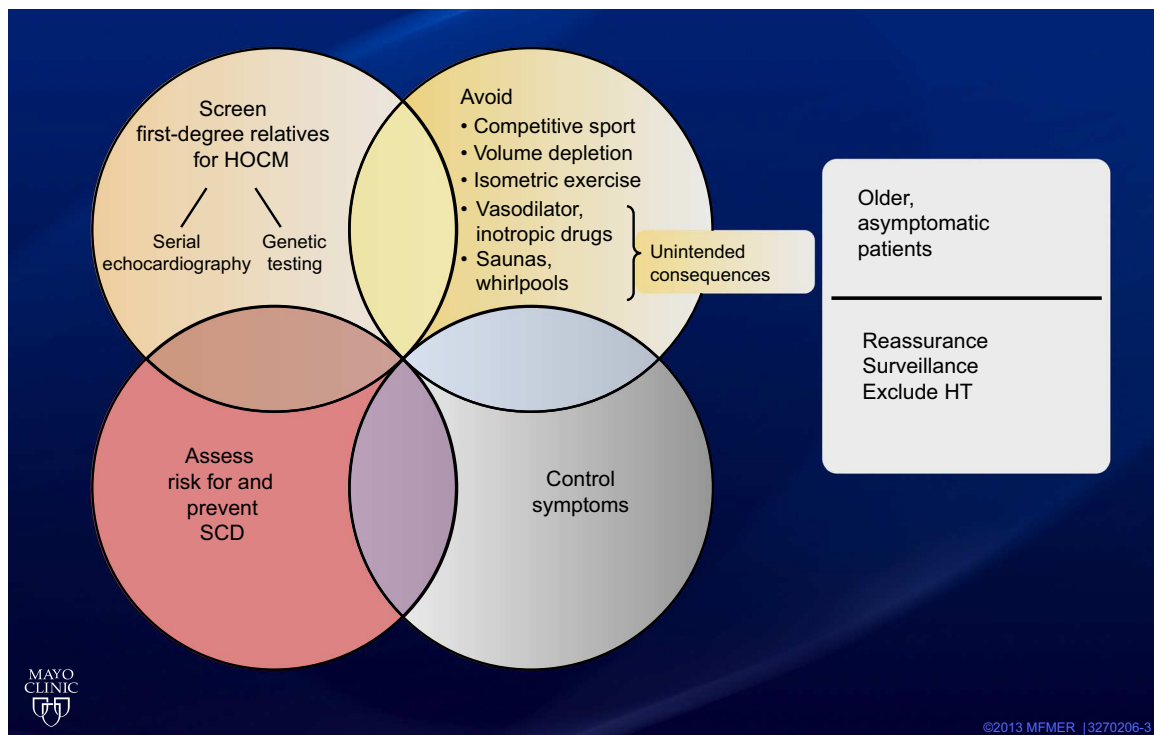 Screen
first-degree relatives
for HOCM
Serial
echocardiography
Genetic
testing
Avoid
• Competitive sport
• Volume depletion
• Isometric exercise
• Vasodilator,
inotropic drugs
• Saunas,
whirlpools
Unintended
consequences
Older,
asymptomatic
patients
Reassurance
Surveillance
Exclude HT
Assess
risk for and
prevent
SCD
Control
symptoms
MAYO
CLINIC
©2013 MFMER | 3270206-3